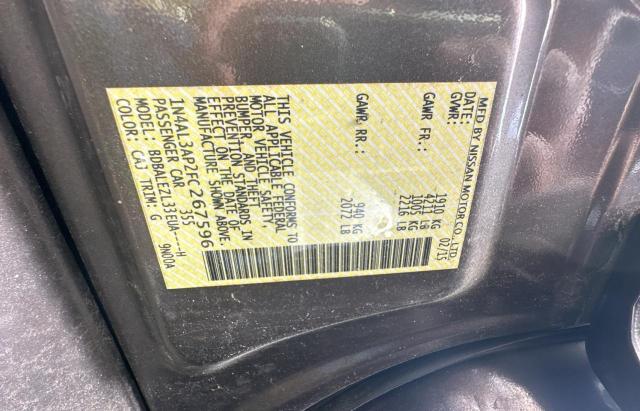 MFD BY NISSAN MOTOR CO., LTD.
DATE: 02/15
GVWR: 1910 KG
4211 LB
GAWR FR.: 1005 KG
2216 LB
GAWR RR.: 940 KG
2072 LB
THIS VEHICLE CONFORMS TO
ALL APPLICABLE FEDERAL
MOTOR VEHICLE SAFETY,
BUMPER, AND THEFT
PREVENTION STANDARDS IN
EFFECT ON THE DATE OF
MANUFACTURE SHOWN ABOVE.
1N4AL3AP2FC267596
PASSENGER CAR 355
MODEL: BDBALEZL33EUA----H
COLOR: CAJ TRIM: G 9N00A